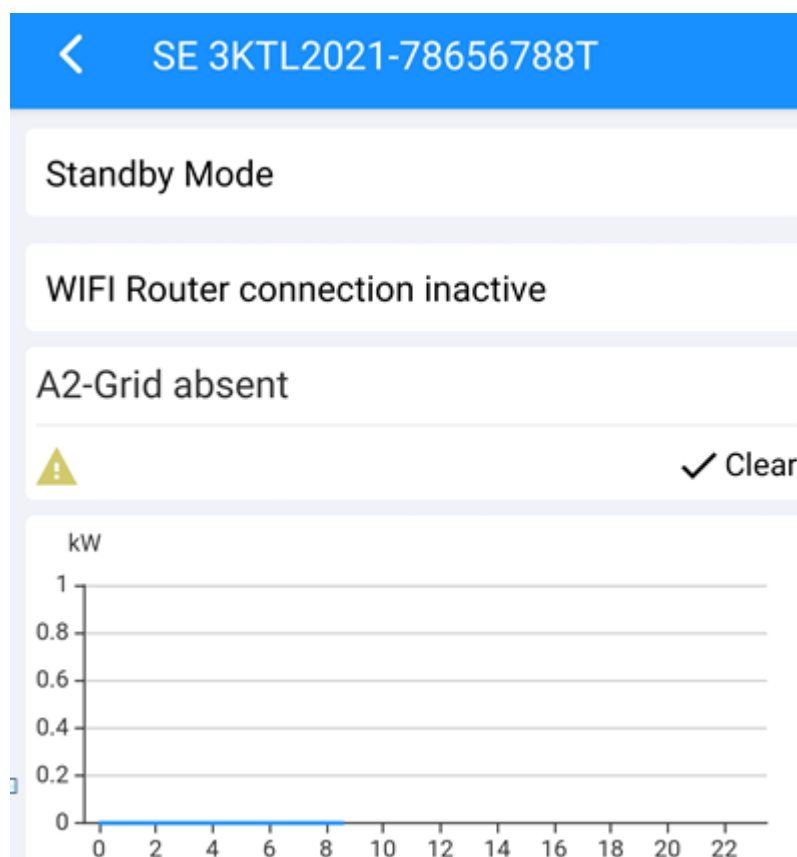 SE 3KTL2021-78656788T
Standby Mode
WIFI Router connection inactive
A2-Grid absent
Clear
kW
1
0.8
0.6
0.4
0.2
0
0 2 4 6 8 10 12 14 16 18 20 22